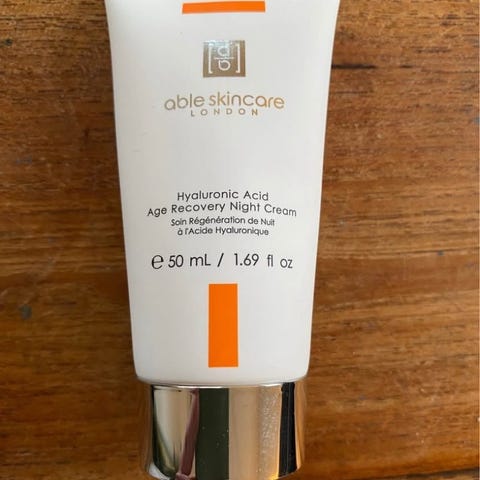 able skincare
LONDON
Hyaluronic Acid
Age Recovery Night Cream
Soin Régénération de Nuit
à l'Acide Hyaluronique
e 50 mL / 1.69 fl oz